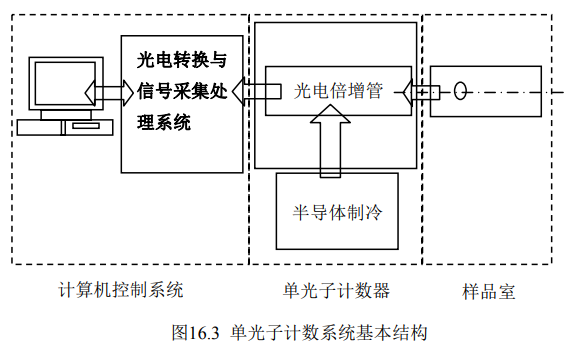 光电转换与
信号采集处
理系统
光电倍增管
半导体制冷
计算机控制系统
单光子计数器
样品室
图16.3 单光子计数系统基本结构